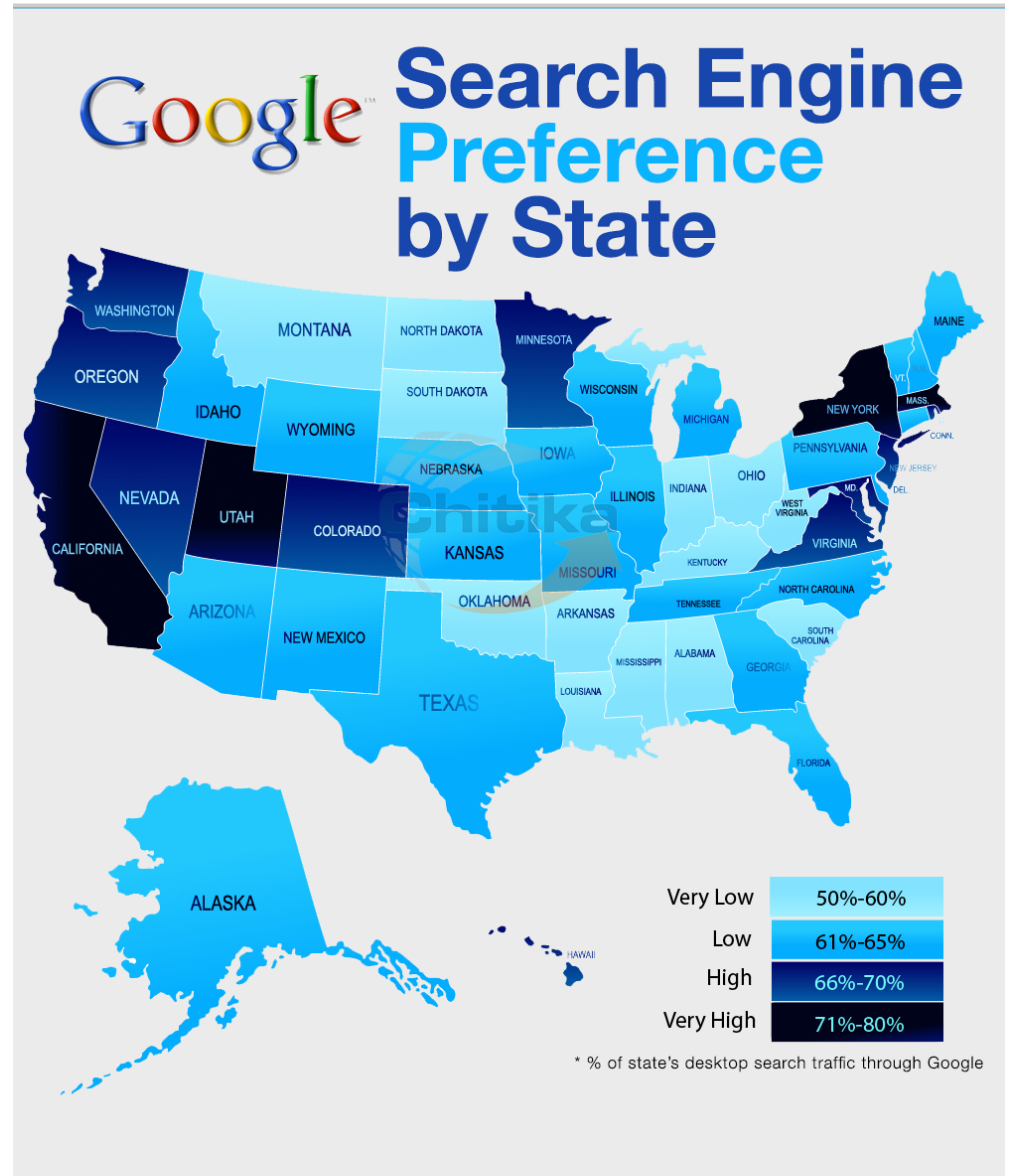 Google™
Search Engine
Preference
by State
WASHINGTON
MONTANA
NORTH DAKOTA
MINNESOTA
MAINE
OREGON
IDAHO
SOUTH DAKOTA
WISCONSIN
MICHIGAN
VT.
MASS.
NEW YORK
WYOMING
CONN.
PENNSYLVANIA
IOWA
NEBRASKA
NEW JERSEY
OHIO
INDIANA
ILLINOIS
DEL
MD.
NEVADA
Chitika
WEST
VIRGINIA
UTAH
COLORADO
VIRGINIA
CALIFORNIA
KANSAS
KENTUCKY
MISSOURI
NORTH CAROLINA
OKLAHOMA
TENNESSEE
ARIZONA
ARKANSAS
NEW MEXICO
SOUTH
CAROLINA
ALABAMA
MISSISSIPPI
GEORGIA
LOUISIANA
TEXAS
FLORIDA
ALASKA
HAWAII
Very Low 50%-60%
Low 61%-65%
High 66%-70%
Very High 71%-80%
* % of state's desktop search traffic through Google